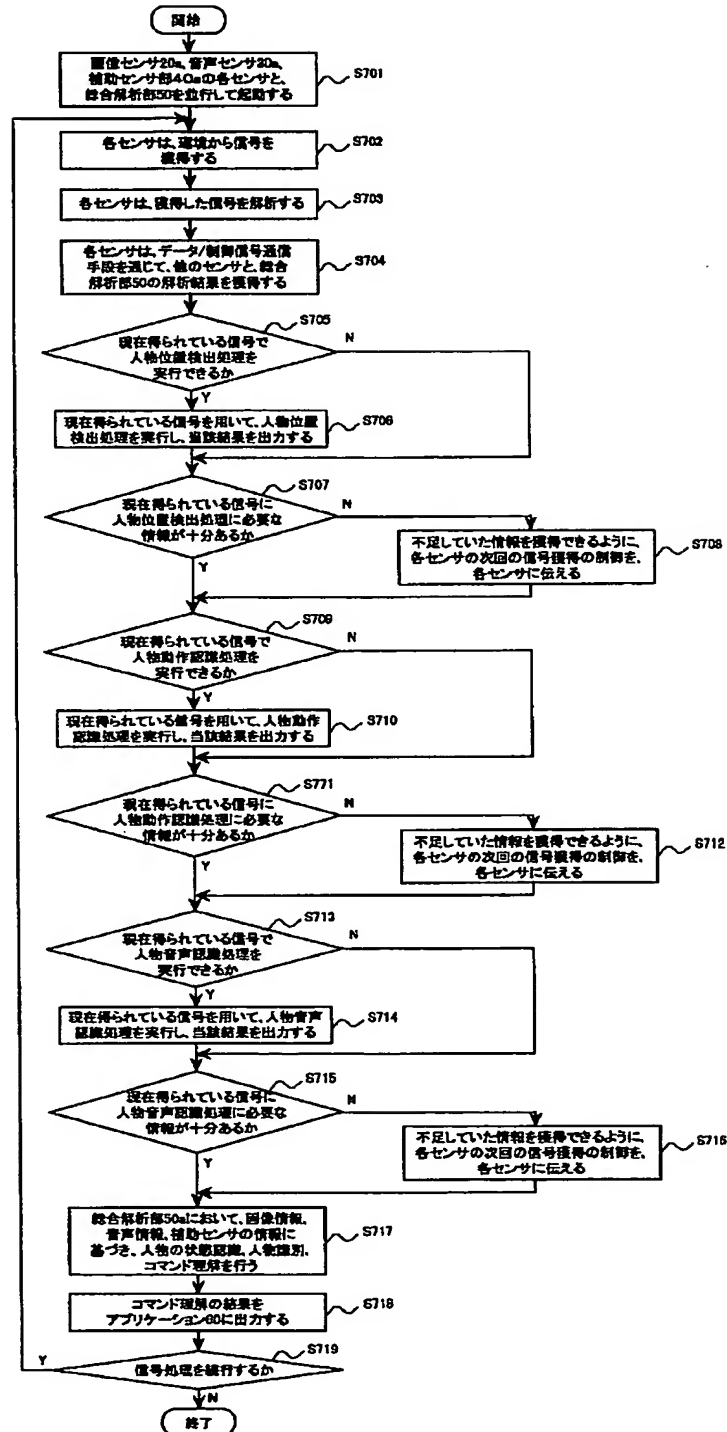 開始
画像センサ20a、音声センサ30a、
補助センサ部40aの各センサと、
総合解析部50を並行して起動する
S701
各センサは、環境から信号を
獲得する
S702
各センサは、獲得した信号を解析する
S703
各センサは、データ/制御信号通信
手段を通じて、他のセンサと、総合
解析部50の解析結果を獲得する
S704
S705
現在得られている信号で
人物位置検出処理を
実行できるか
N
Y
現在得られている信号を用いて、人物位置
検出処理を実行し、当該結果を出力する
S706
S707
現在得られている信号に
人物位置検出処理に必要な
情報が十分あるか
N
Y
不足していた情報を獲得できるように、
各センサの次回の信号獲得の制御を、
各センサに伝える
S708
S709
現在得られている信号で
人物動作認識処理を
実行できるか
N
Y
現在得られている信号を用いて、人物動作
認識処理を実行し、当該結果を出力する
S710
S771
現在得られている信号に
人物動作認識処理に必要な
情報が十分あるか
N
Y
不足していた情報を獲得できるように、
各センサの次回の信号獲得の制御を、
各センサに伝える
S712
S713
現在得られている信号で
人物音声認識処理を
実行できるか
N
Y
現在得られている信号を用いて、人物音声
認識処理を実行し、当該結果を出力する
S714
S715
現在得られている信号に
人物音声認識処理に必要な
情報が十分あるか
N
Y
不足していた情報を獲得できるように、
各センサの次回の信号獲得の制御を、
各センサに伝える
S716
総合解析部50aにおいて、画像情報、
音声情報、補助センサの情報に
基づき、人物の状態認識、人物識別、
コマンド理解を行う
S717
コマンド理解の結果を
アプリケーション60に出力する
S718
S719
信号処理を続行するか
Y
N
終了